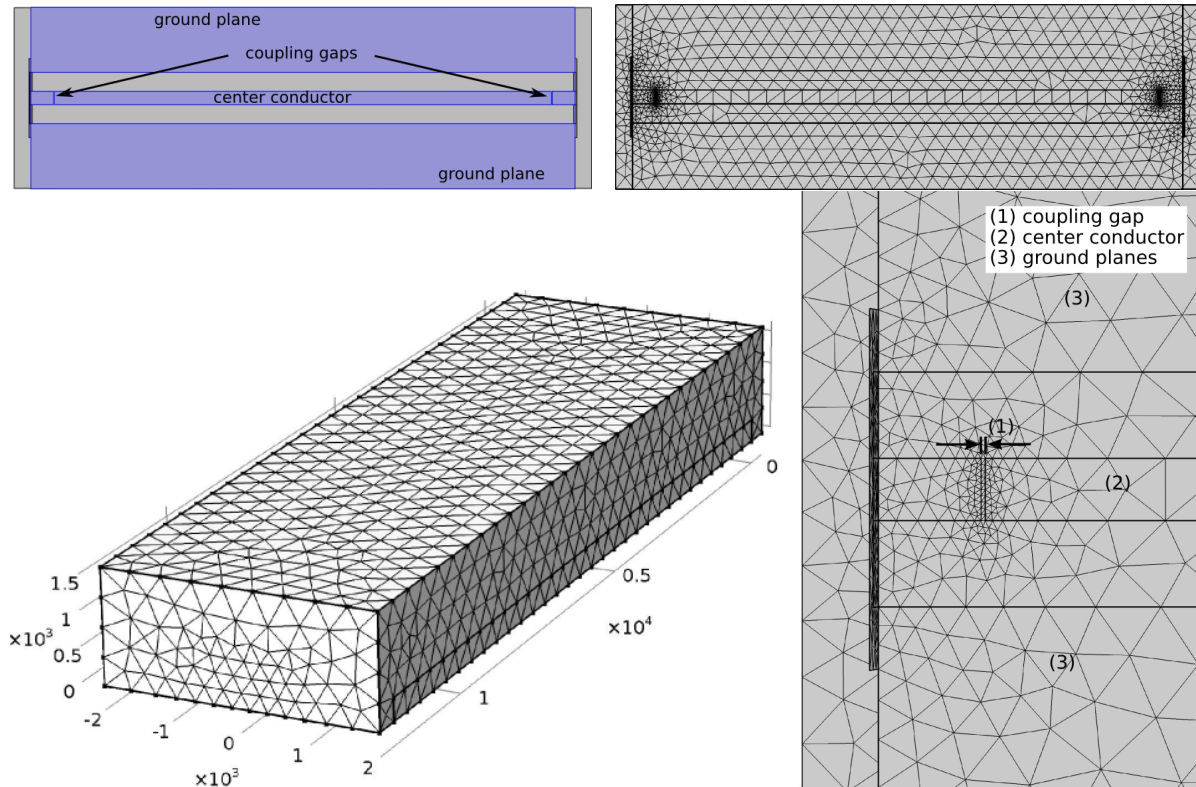 ground plane
coupling gaps
center conductor
ground plane
(1) coupling gap
(2) center conductor
(3) ground planes
(3)
(1)
(2)
(3)
1.5
1
×10³
0.5
0
-2
-1
0
×10³
1
2
0
0.5
×10⁴
1